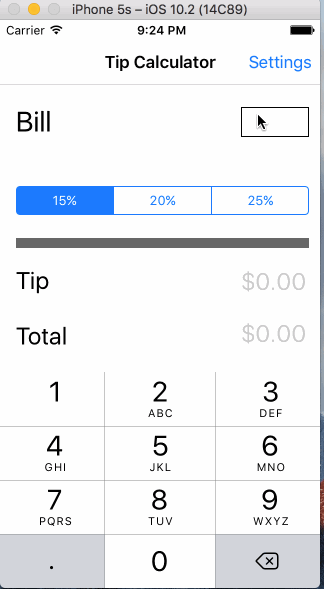 iPhone 5s – iOS 10.2 (14C89)
Carrier 9:24 PM
Tip Calculator Settings
Bill
15% 20% 25%
Tip $0.00
Total $0.00
1 2 3
ABC DEF
4 5 6
GHI JKL MNO
7 8 9
PQRS TUV WXYZ
. 0